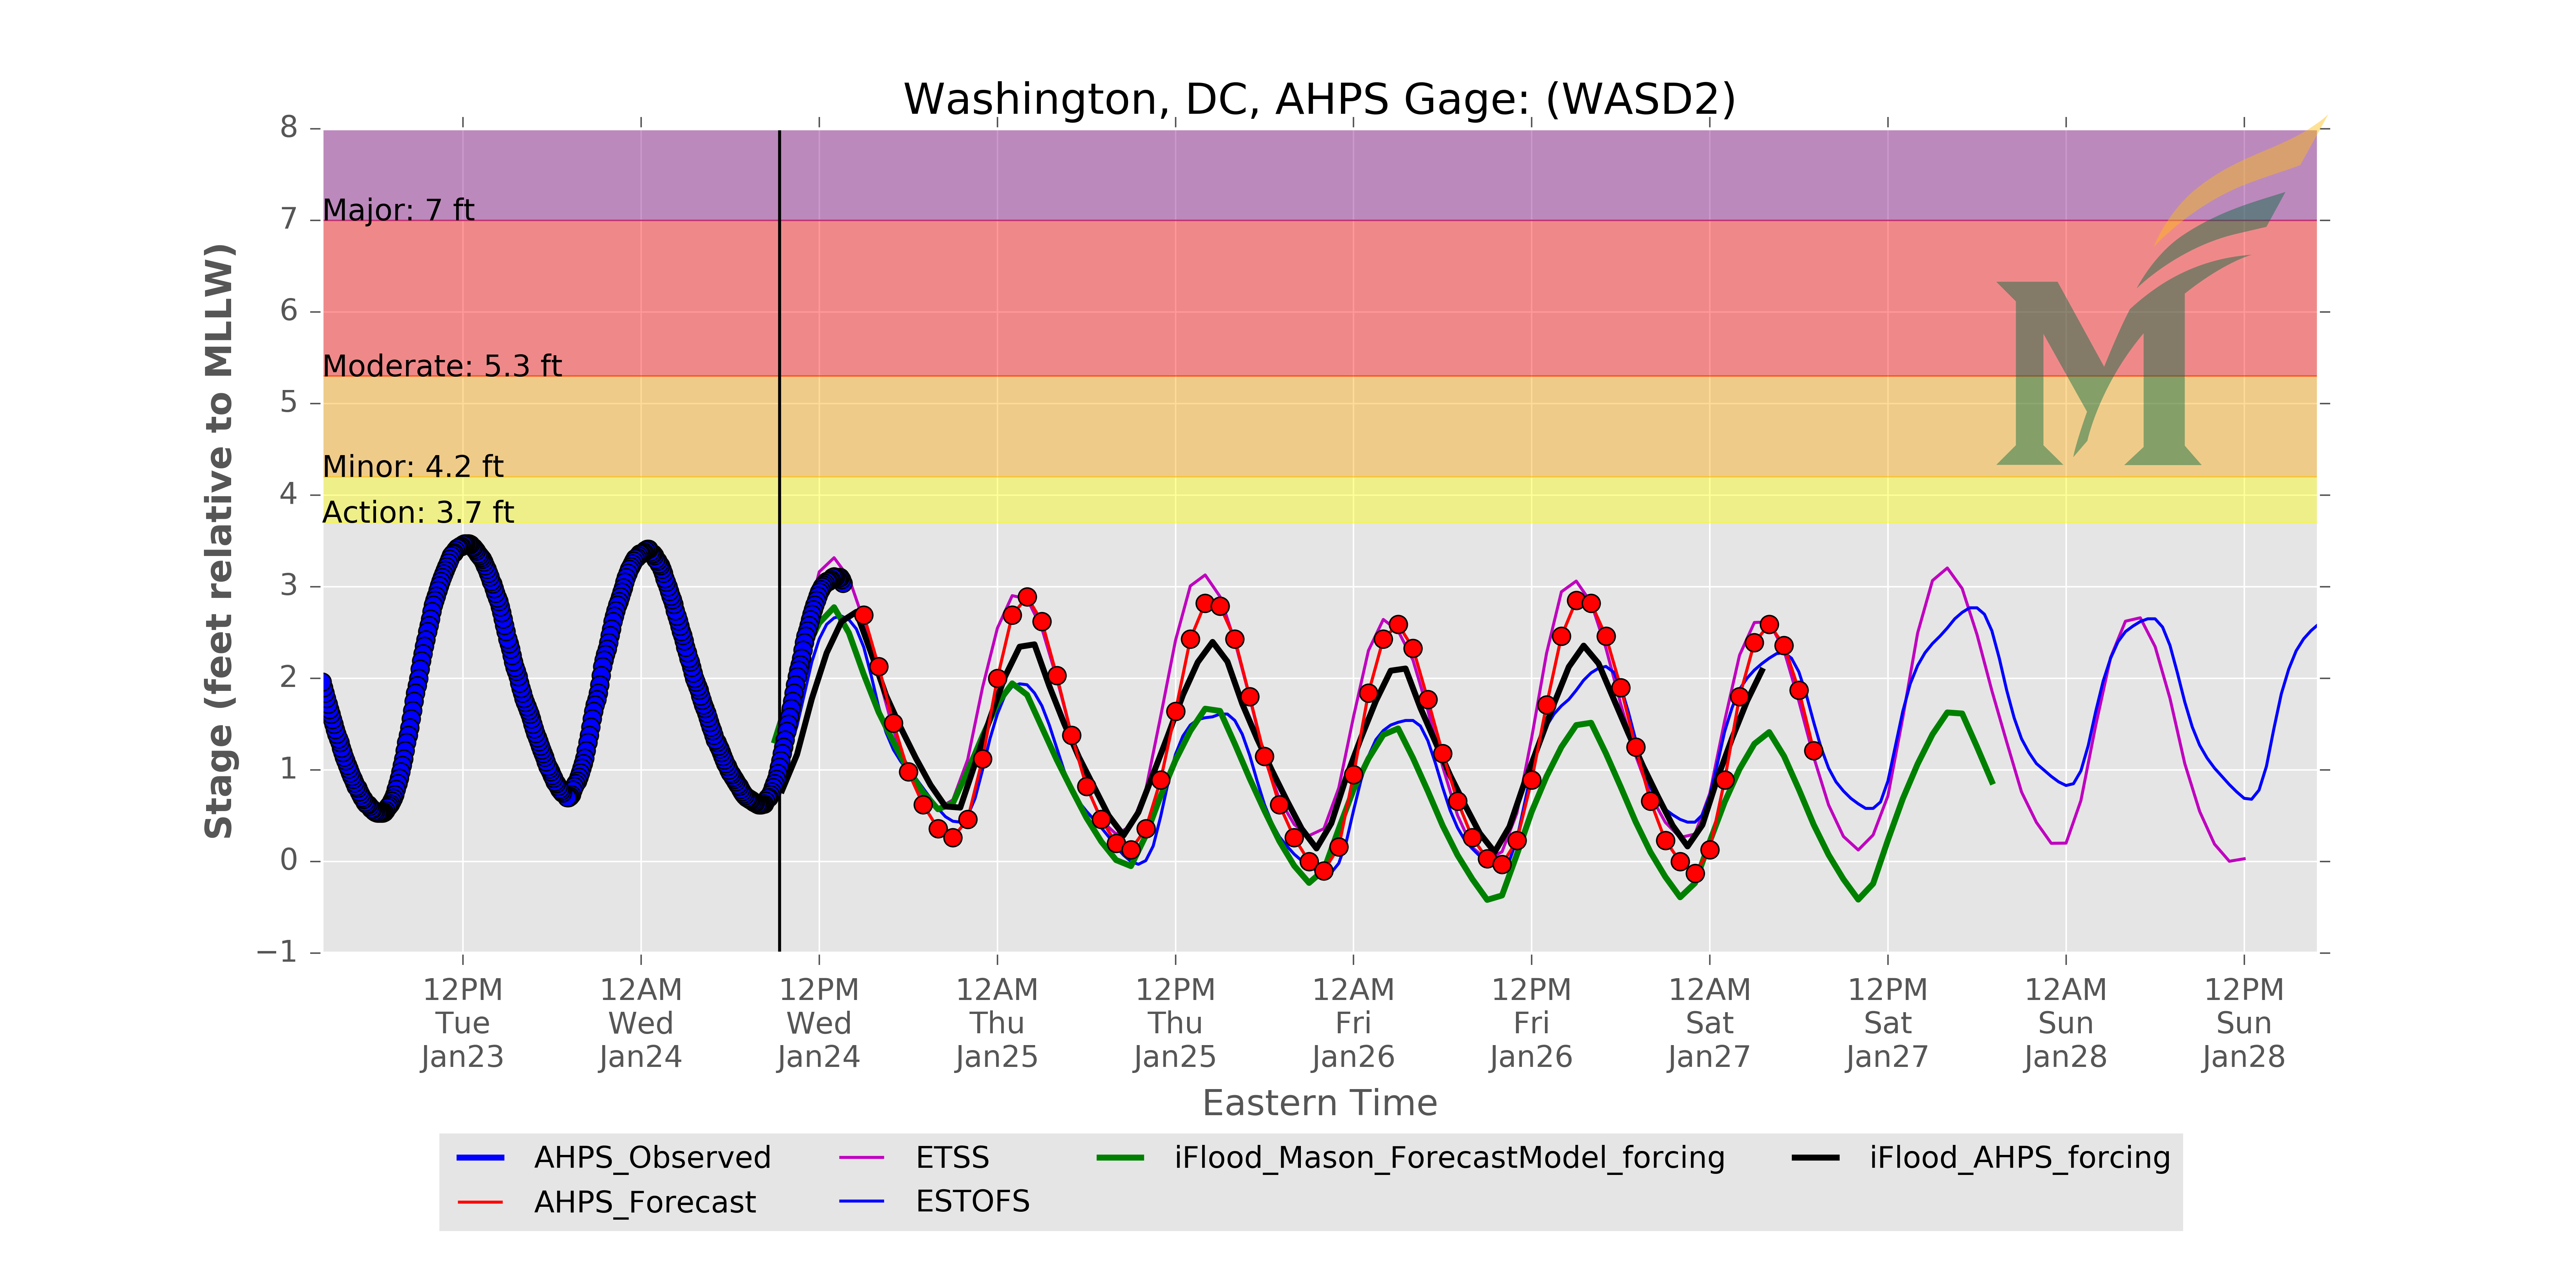 Washington, DC, AHPS Gage: (WASD2)
Stage (feet relative to MLLW)
8
7
6
5
4
3
2
1
0
−1
Major: 7 ft
Moderate: 5.3 ft
Minor: 4.2 ft
Action: 3.7 ft
M
12PM 12AM 12PM 12AM 12PM 12AM 12PM 12AM 12PM 12AM 12PM
Tue Wed Wed Thu Thu Fri Fri Sat Sat Sun Sun
Jan23 Jan24 Jan24 Jan25 Jan25 Jan26 Jan26 Jan27 Jan27 Jan28 Jan28
Eastern Time
AHPS_Observed ETSS iFlood_Mason_ForecastModel_forcing iFlood_AHPS_forcing
AHPS_Forecast ESTOFS